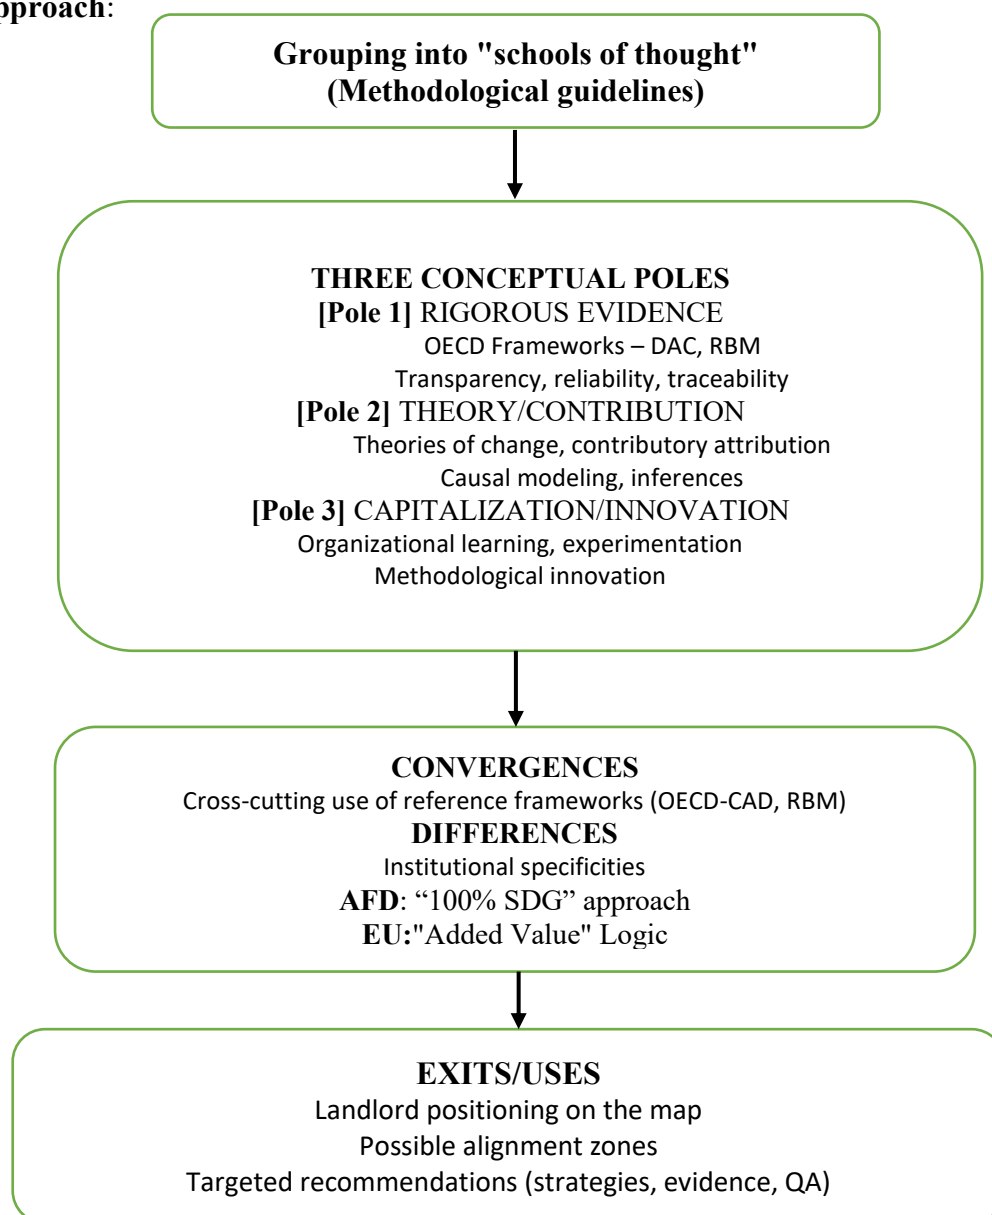 pproach:
Grouping into "schools of thought"
(Methodological guidelines)
THREE CONCEPTUAL POLES
[Pole 1] RIGOROUS EVIDENCE
OECD Frameworks – DAC, RBM
Transparency, reliability, traceability
[Pole 2] THEORY/CONTRIBUTION
Theories of change, contributory attribution
Causal modeling, inferences
[Pole 3] CAPITALIZATION/INNOVATION
Organizational learning, experimentation
Methodological innovation
CONVERGENCES
Cross-cutting use of reference frameworks (OECD-CAD, RBM)
DIFFERENCES
Institutional specificities
AFD: “100% SDG” approach
EU:"Added Value" Logic
EXITS/USES
Landlord positioning on the map
Possible alignment zones
Targeted recommendations (strategies, evidence, QA)